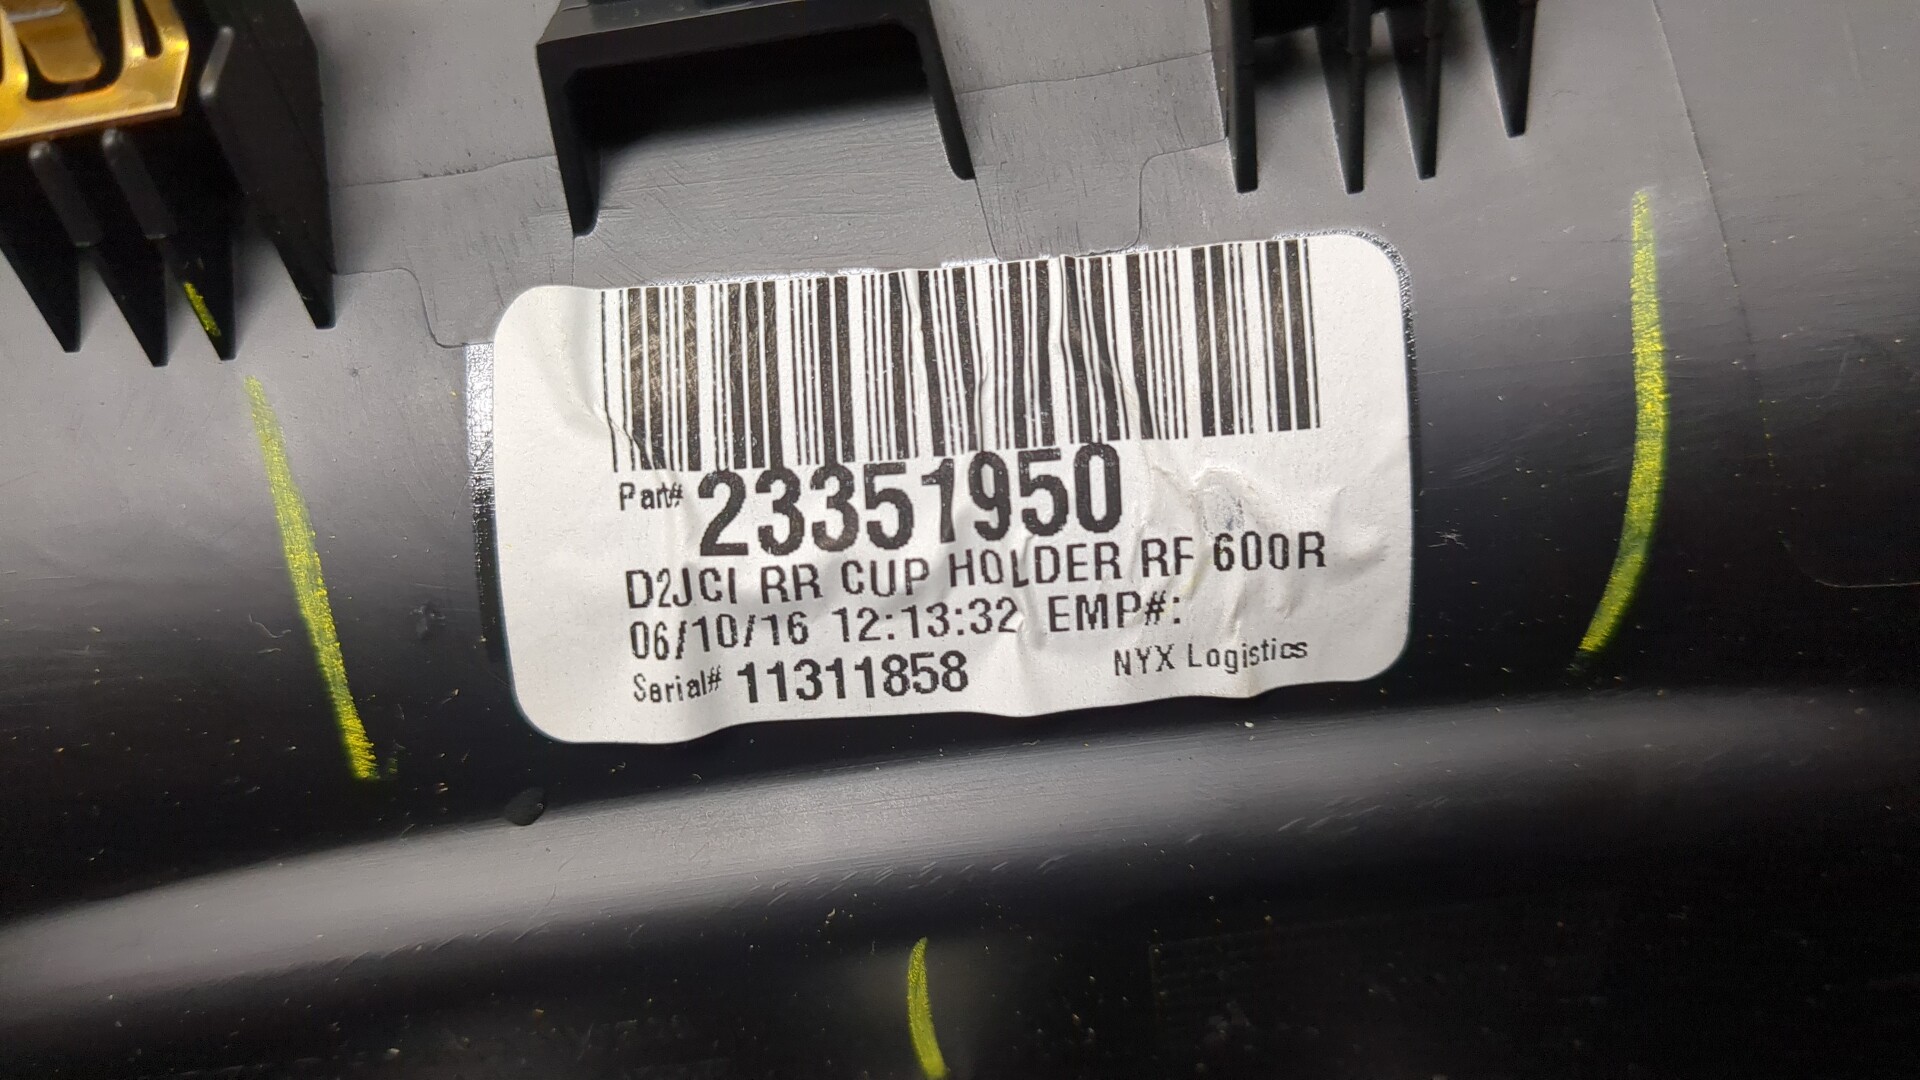 Part# 23351950
D2JCI RR CUP HOLDER RF 600R
06/10/16 12:13:32 EMP#:
Serial# 11311858 NYX Logistics